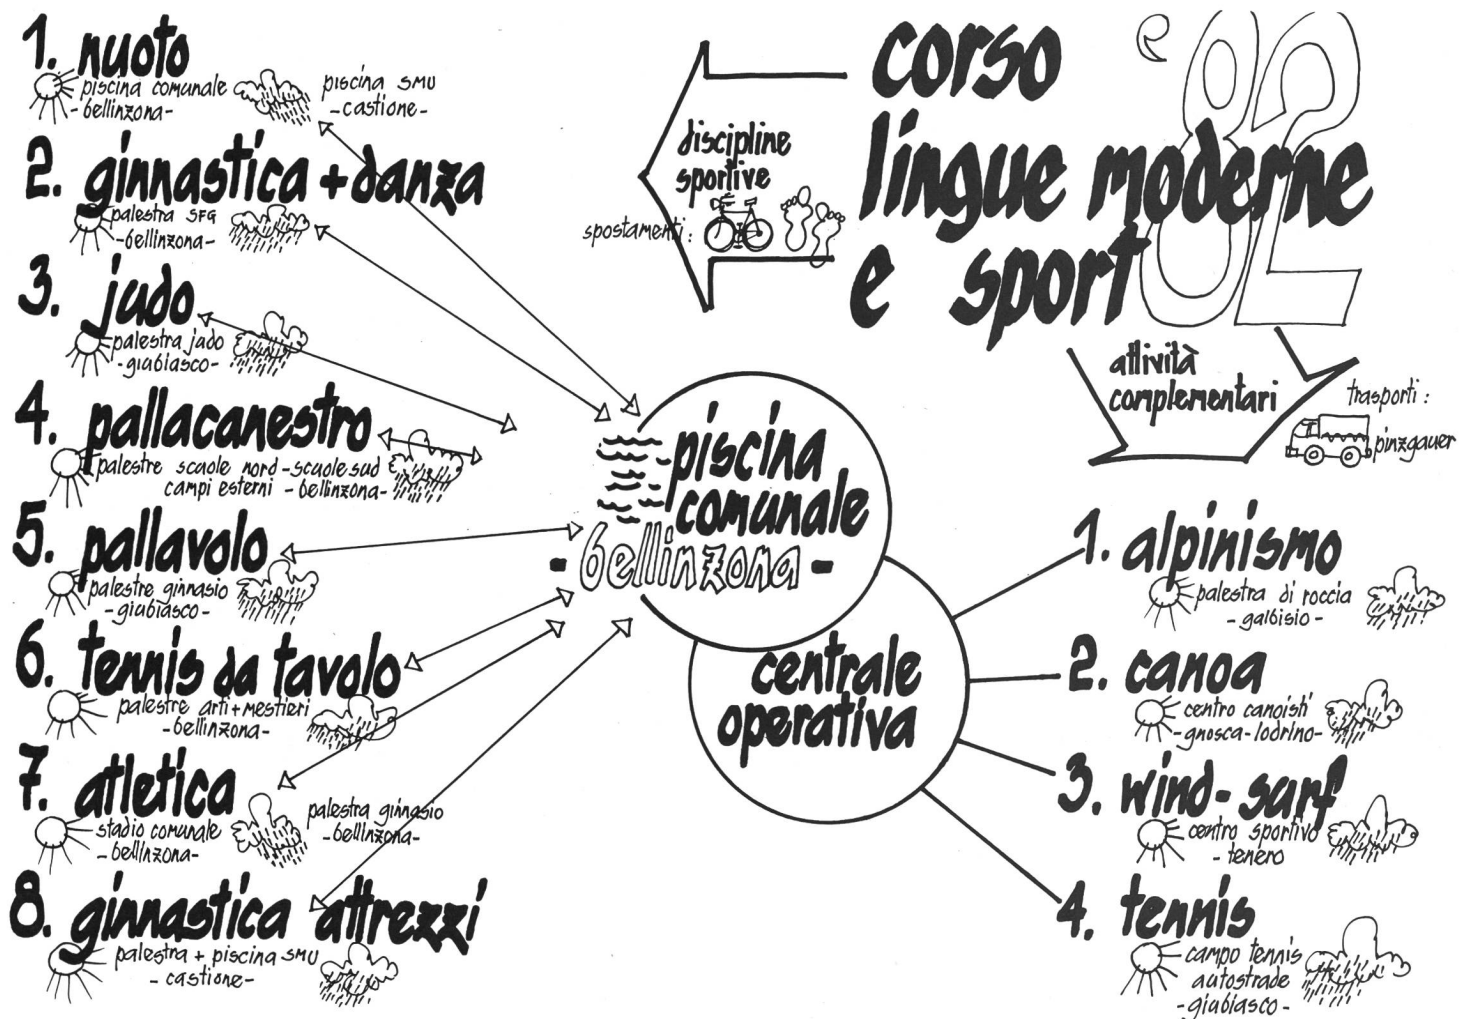 1. nuoto
piscina comunale
-bellinzona-
piscina SMU
-castione-
2. ginnastica + danza
palestra SFG
-bellinzona-
3. judo
palestra judo
-giubiasco-
4. pallacanestro
palestre scuole nord-scuole sud
campi esterni -bellinzona-
5. pallavolo
palestre ginnasio
-giubiasco-
6. tennis da tavolo
palestre arti+mestieri
-bellinzona-
7. atletica
stadio comunale
-bellinzona-
palestra ginnasio
-bellinzona-
8. ginnastica attrezzi
palestra + piscina SMU
-castione-
discipline
sportive
spostamenti:
corso
lingue moderne
e sport
e '82
attività
complementari
trasporti:
pinzgauer
piscina
comunale
-bellinzona-
centrale
operativa
1. alpinismo
palestra di roccia
-galbisio-
2. canoa
centro canoisti
-gnosca-lodrino-
3. wind-surf
centro sportivo
-tenero
4. tennis
campo tennis
autostrade
-giubiasco-